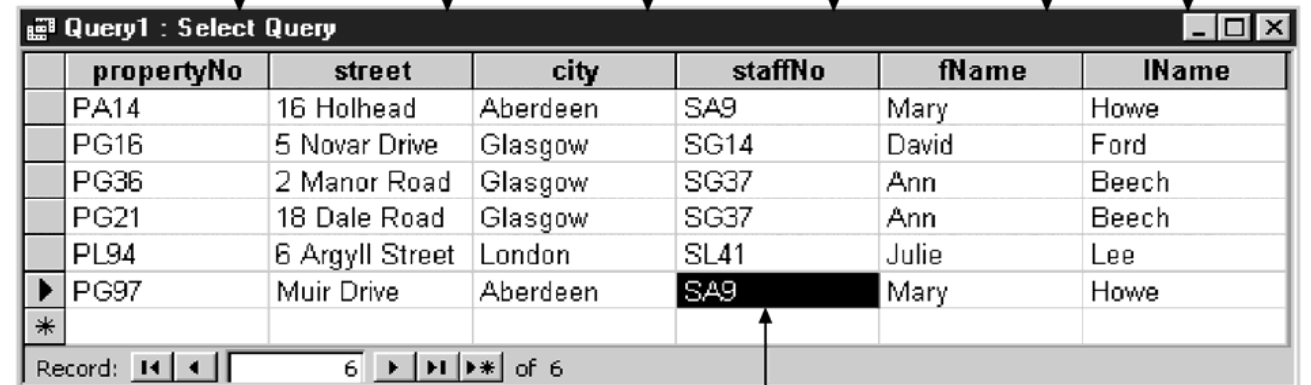 Query1 : Select Query
propertyNo street city staffNo fName lName
PA14 16 Holhead Aberdeen SA9 Mary Howe
PG16 5 Novar Drive Glasgow SG14 David Ford
PG36 2 Manor Road Glasgow SG37 Ann Beech
PG21 18 Dale Road Glasgow SG37 Ann Beech
PL94 6 Argyll Street London SL41 Julie Lee
PG97 Muir Drive Aberdeen SA9 Mary Howe
Record: 6 of 6